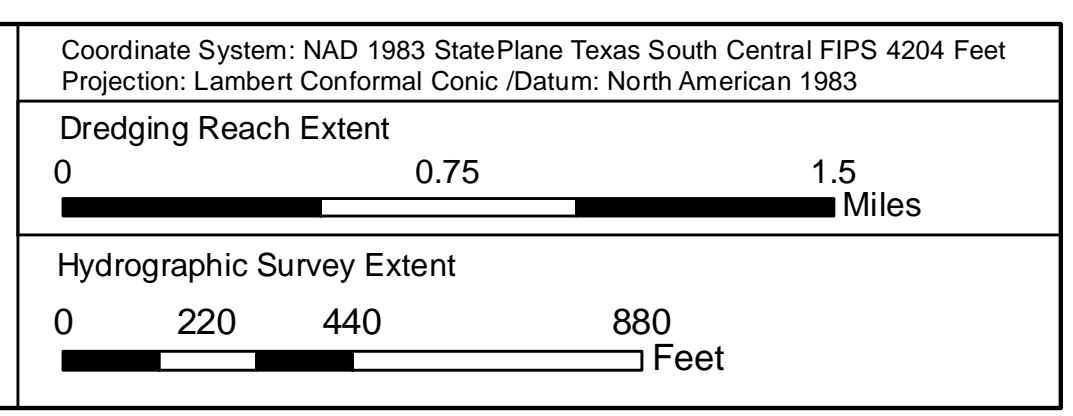 Coordinate System: NAD 1983 StatePlane Texas South Central FIPS 4204 Feet
Projection: Lambert Conformal Conic /Datum: North American 1983
Dredging Reach Extent
0 0.75 1.5
Miles
Hydrographic Survey Extent
0 220 440 880
Feet